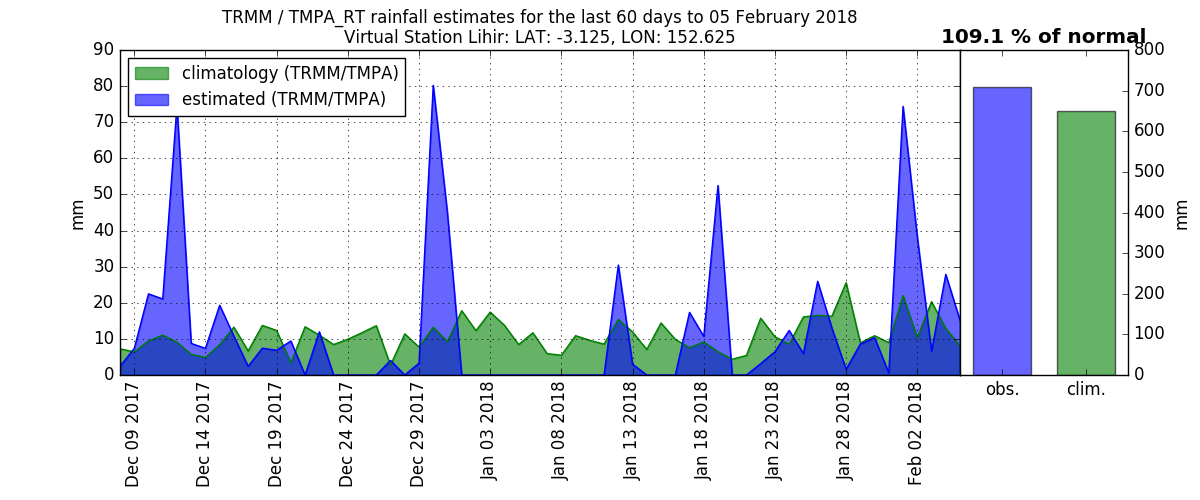 TRMM / TMPA_RT rainfall estimates for the last 60 days to 05 February 2018
Virtual Station Lihir: LAT: -3.125, LON: 152.625
109.1 % of normal
climatology (TRMM/TMPA)
estimated (TRMM/TMPA)
90
80
70
60
50
40
30
20
10
0
mm
Dec 09 2017
Dec 14 2017
Dec 19 2017
Dec 24 2017
Dec 29 2017
Jan 03 2018
Jan 08 2018
Jan 13 2018
Jan 18 2018
Jan 23 2018
Jan 28 2018
Feb 02 2018
obs.
clim.
800
700
600
500
400
300
200
100
0
mm